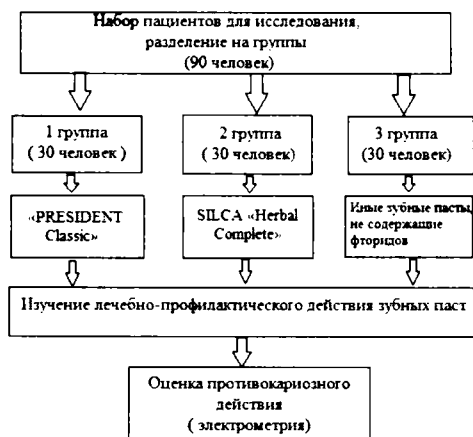 Набор пациентов для исследования,
разделение на группы
(90 человек)
1 группа
( 30 человек )
2 группа
( 30 человек)
3 группа
(30 человек)
«PRESIDENT
Classic»
SILCA «Herbal
Complete»
Иные зубные пасты,
не содержащие
фторидов
Изучение лечебно-профилактического действия зубных паст
Оценка противокариозного
действия
( электрометрия)